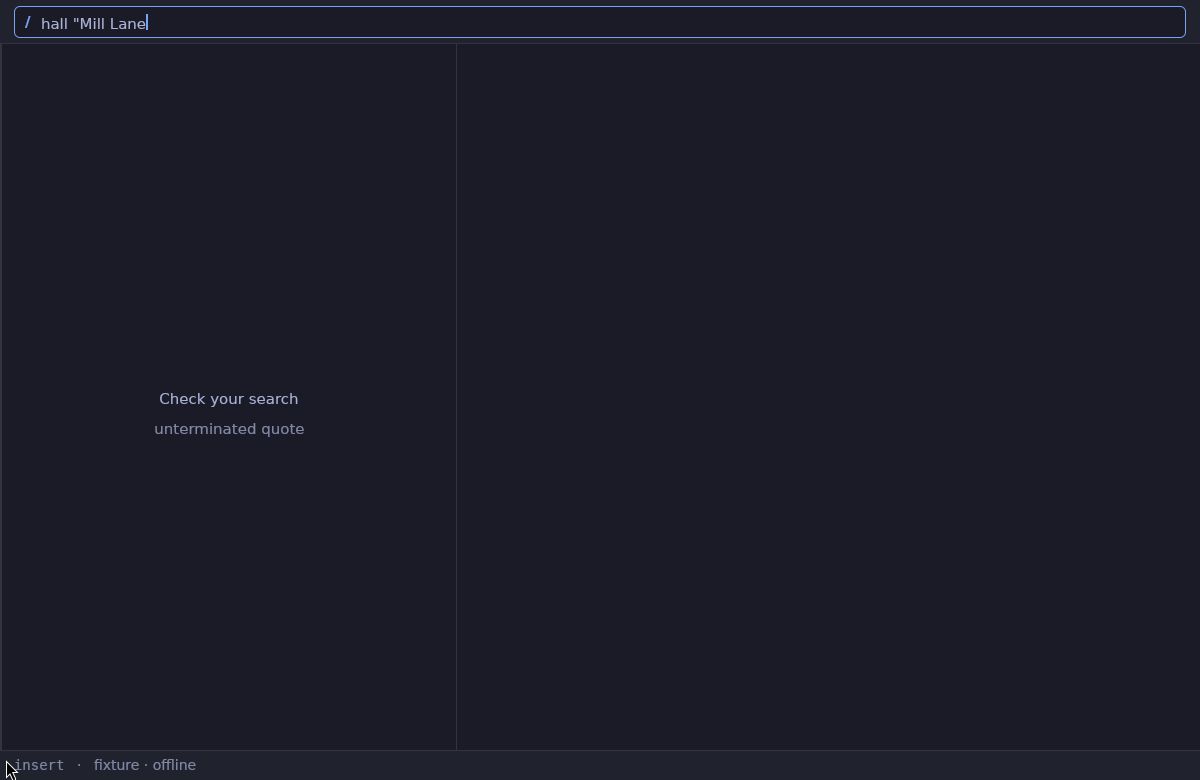 / hall "Mill Lane
Check your search
unterminated quote
insert · fixture · offline